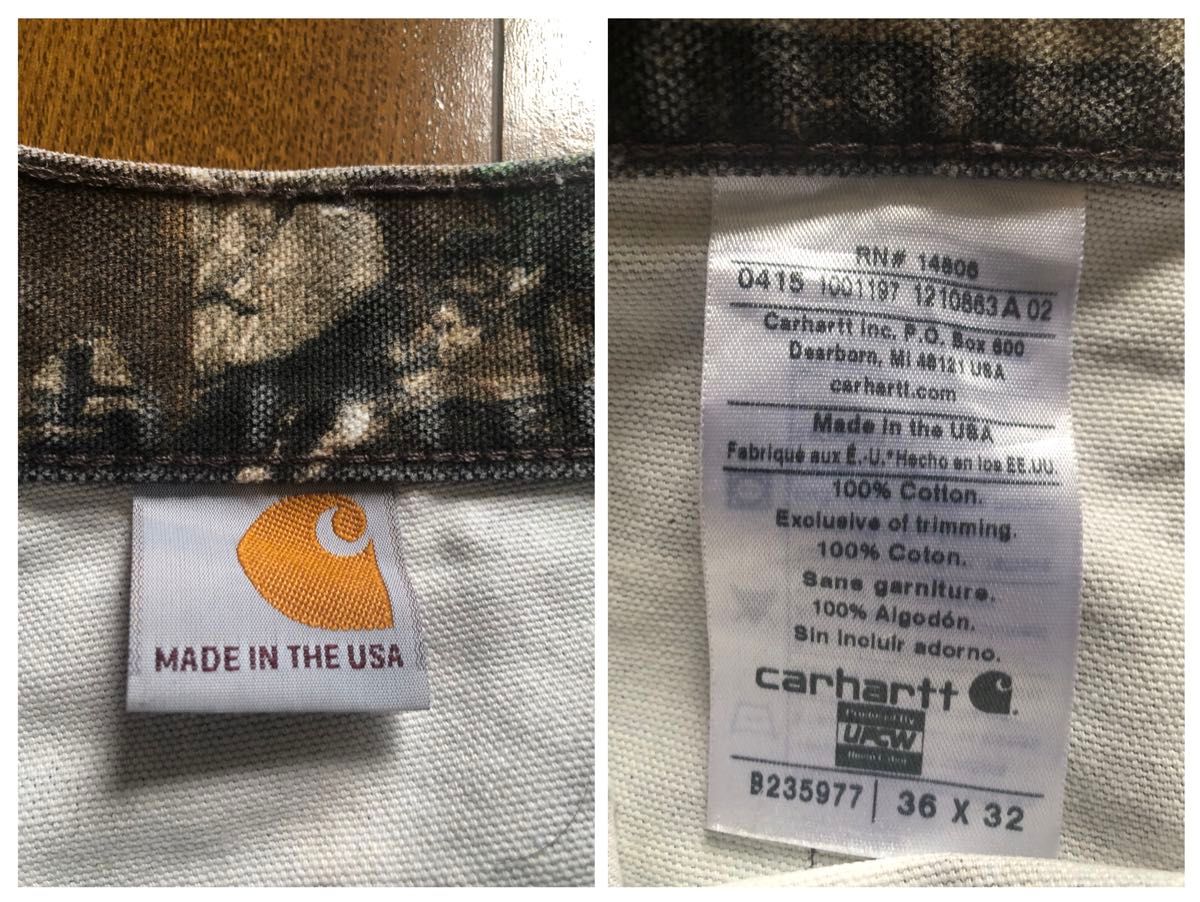 MADE IN THE USA
RN# 14806
0415 1001197 1210863 A 02
Carhartt Inc. P.O. Box 600
Dearborn, MI 48121 USA
carhartt.com
Made in the USA
Fabriqué aux É.-U.*Hecho en los EE.UU.
100% Cotton.
Exclusive of trimming.
100% Coton.
Sans garniture.
100% Algodón.
Sin incluir adorno.
carhartt
UFCW
B235977 | 36 X 32